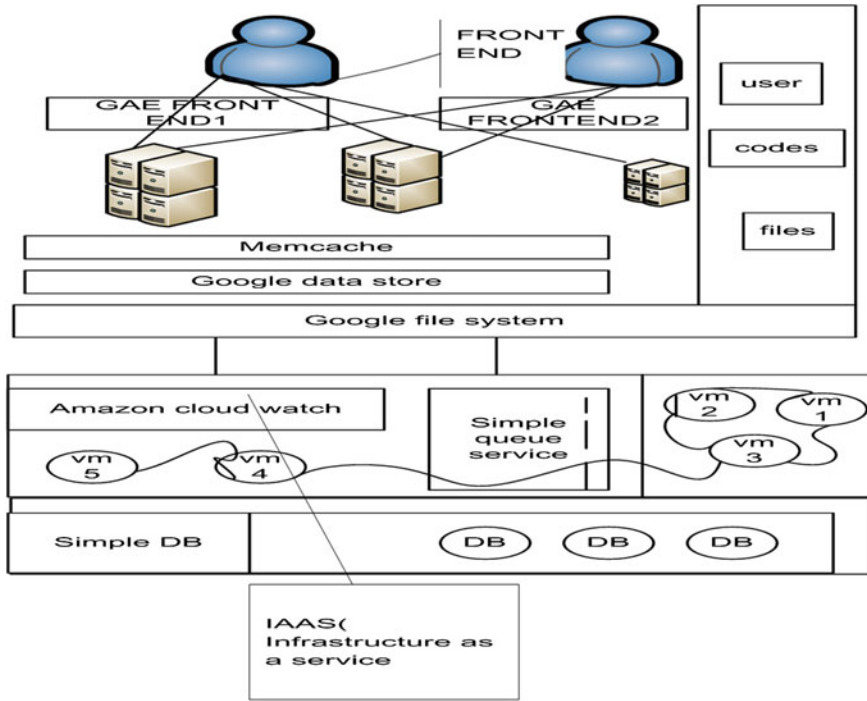 FRONT
END
GAE FRONT
END1
GAE
FRONTEND2
user
codes
files
Memcache
Google data store
Google file system
Amazon cloud watch
Simple
queue
service
vm
2
vm
1
vm
3
vm
5
vm
4
Simple DB
DB
DB
DB
IAAS(
Infrastructure as
a service